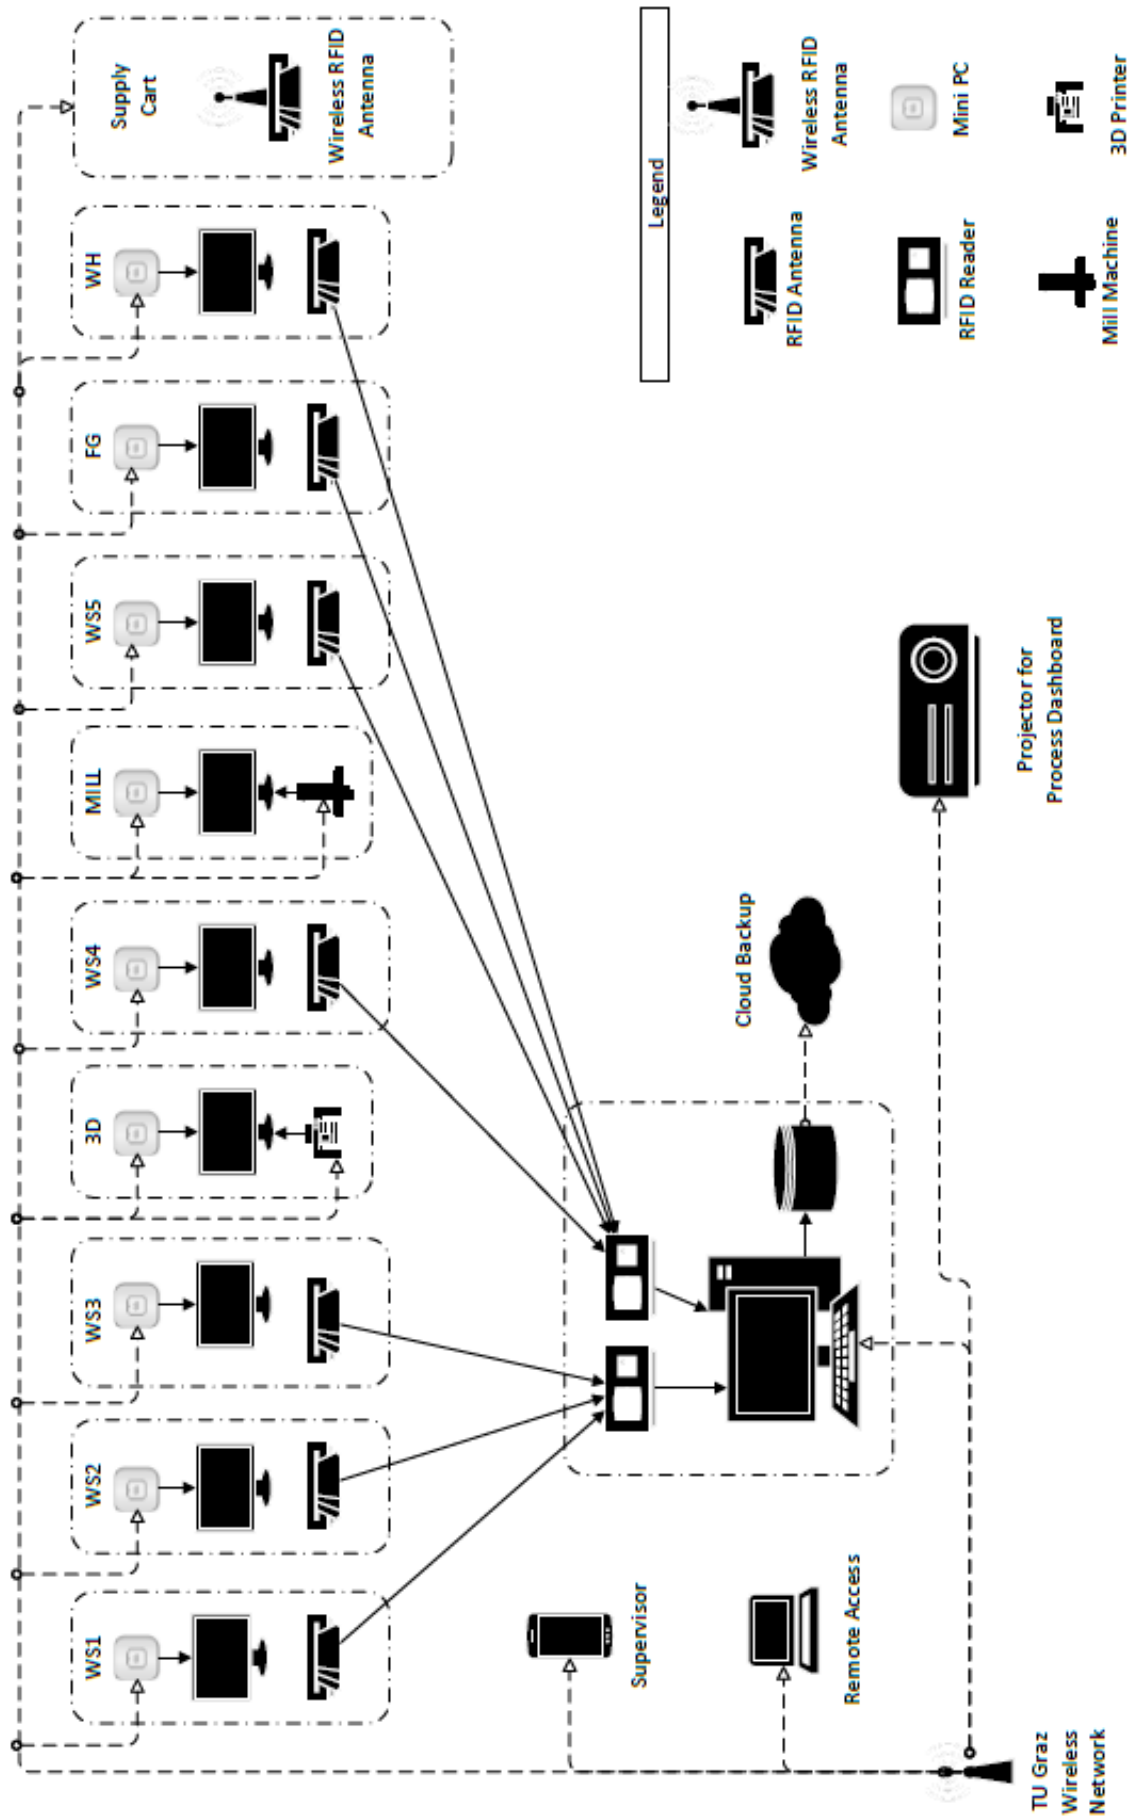 WS1
WS2
WS3
3D
WS4
MILL
WS5
FG
WH
Supply
Cart
Wireless RFID
Antenna
Supervisor
Remote Access
TU Graz
Wireless
Network
Cloud Backup
Projector for
Process Dashboard
Legend
RFID Antenna
Wireless RFID
Antenna
RFID Reader
Mini PC
Mill Machine
3D Printer